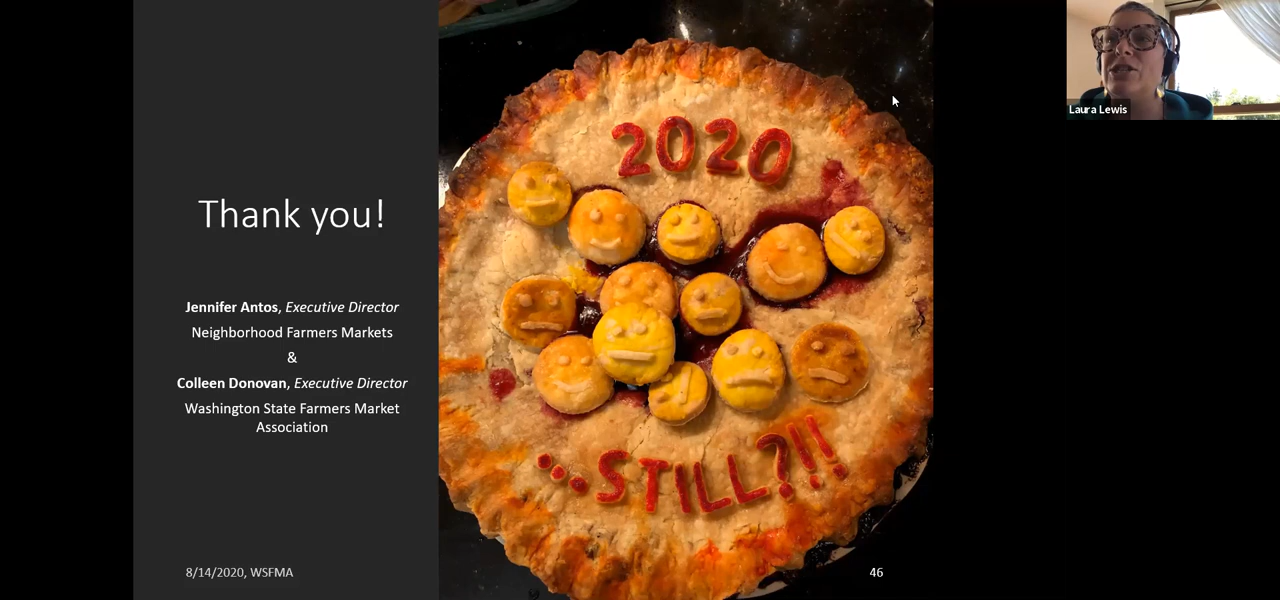 Thank you!
Jennifer Antos, Executive Director
Neighborhood Farmers Markets
&
Colleen Donovan, Executive Director
Washington State Farmers Market
Association
8/14/2020, WSFMA
2020
...STILL?!!
46
Laura Lewis